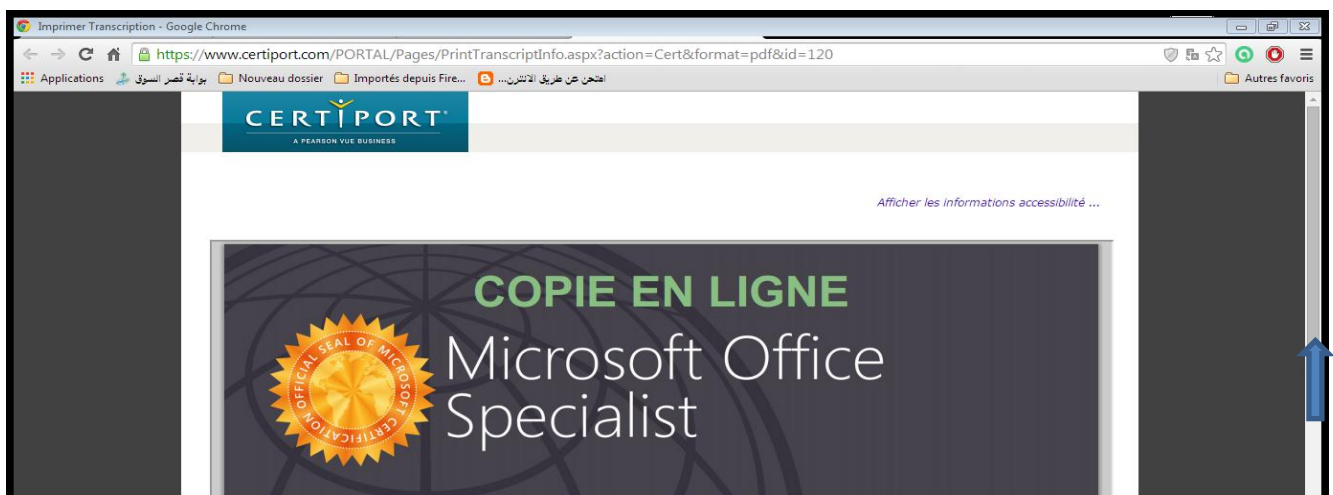 Imprimer Transcription - Google Chrome
https://www.certiport.com/PORTAL/Pages/PrintTranscriptInfo.aspx?action=Cert&format=pdf&id=120
Applications بوابة قصر السوق Nouveau dossier Importés depuis Fire... امتحن عن طريق الانترن... Autres favoris
CERTIPORT
A PEARSON VUE BUSINESS
Afficher les informations accessibilité ...
COPIE EN LIGNE
OFFICIAL SEAL OF MICROSOFT CERTIFICATION
Microsoft Office
Specialist